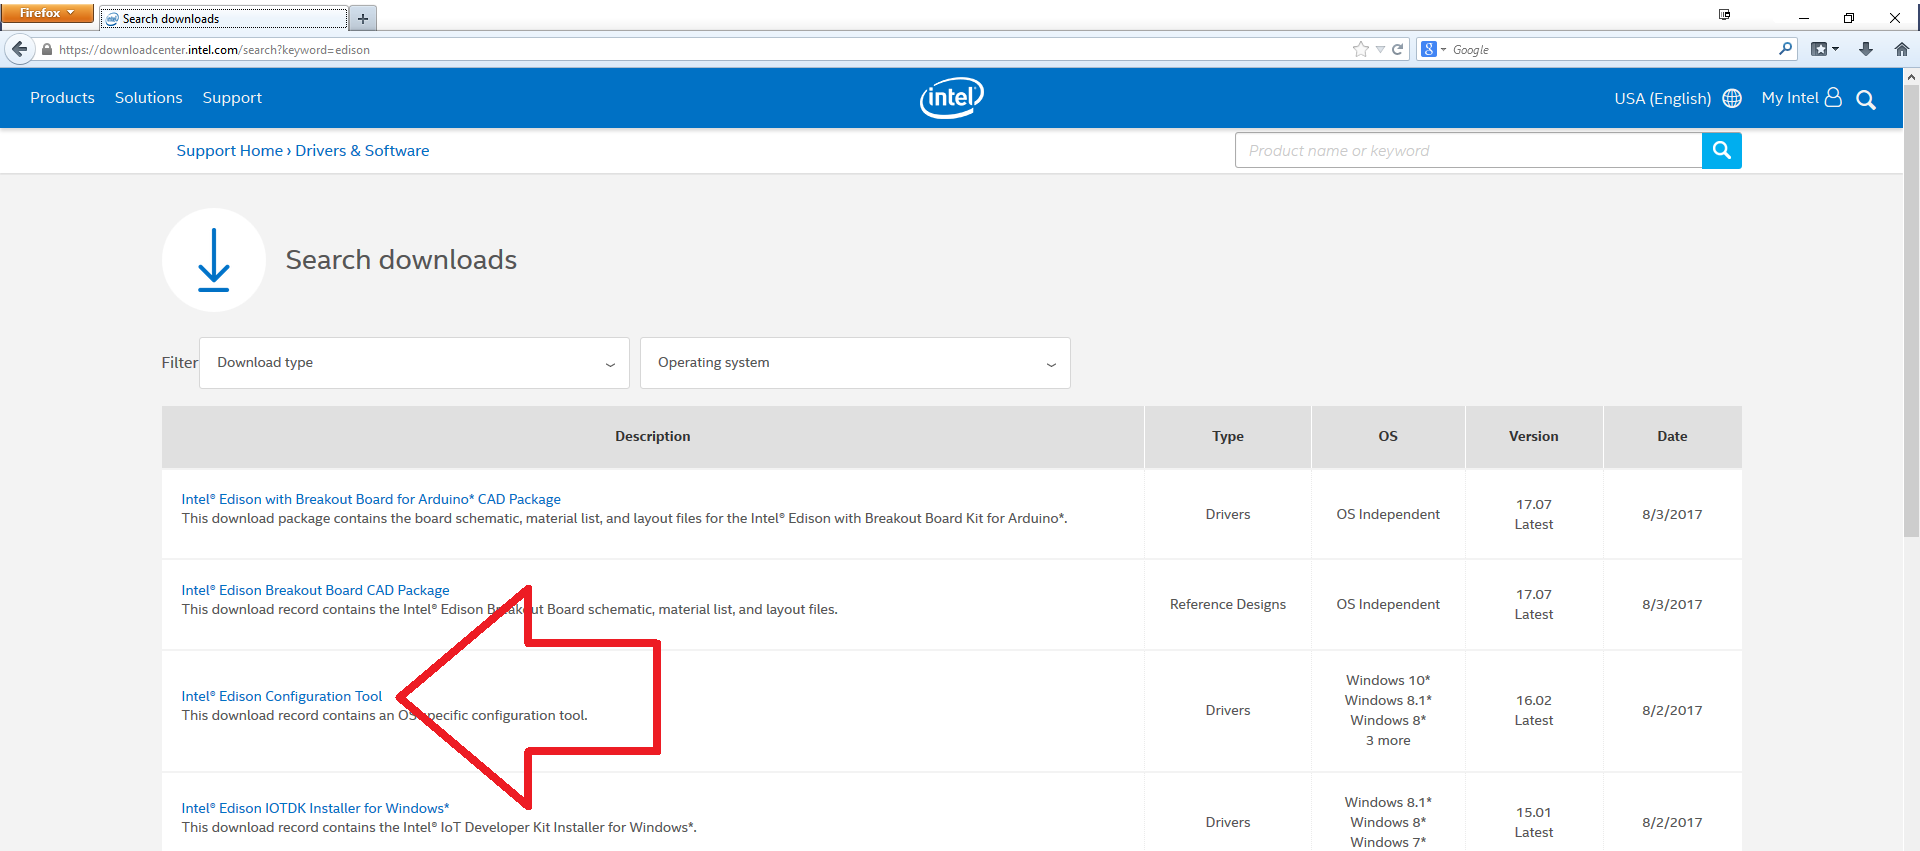 Firefox
Search downloads
https://downloadcenter.intel.com/search?keyword=edison
Google
Products Solutions Support
intel
USA (English) My Intel
Support Home › Drivers & Software
Product name or keyword
Search downloads
Filter Download type Operating system
Description Type OS Version Date
Intel® Edison with Breakout Board for Arduino* CAD Package
This download package contains the board schematic, material list, and layout files for the Intel® Edison with Breakout Board Kit for Arduino*.
Drivers
OS Independent
17.07
Latest
8/3/2017
Intel® Edison Breakout Board CAD Package
This download record contains the Intel® Edison Breakout Board schematic, material list, and layout files.
Reference Designs
OS Independent
17.07
Latest
8/3/2017
Intel® Edison Configuration Tool
This download record contains an OS specific configuration tool.
Drivers
Windows 10*
Windows 8.1*
Windows 8*
3 more
16.02
Latest
8/2/2017
Intel® Edison IOTDK Installer for Windows*
This download record contains the Intel® IoT Developer Kit Installer for Windows*.
Drivers
Windows 8.1*
Windows 8*
Windows 7*
15.01
Latest
8/2/2017